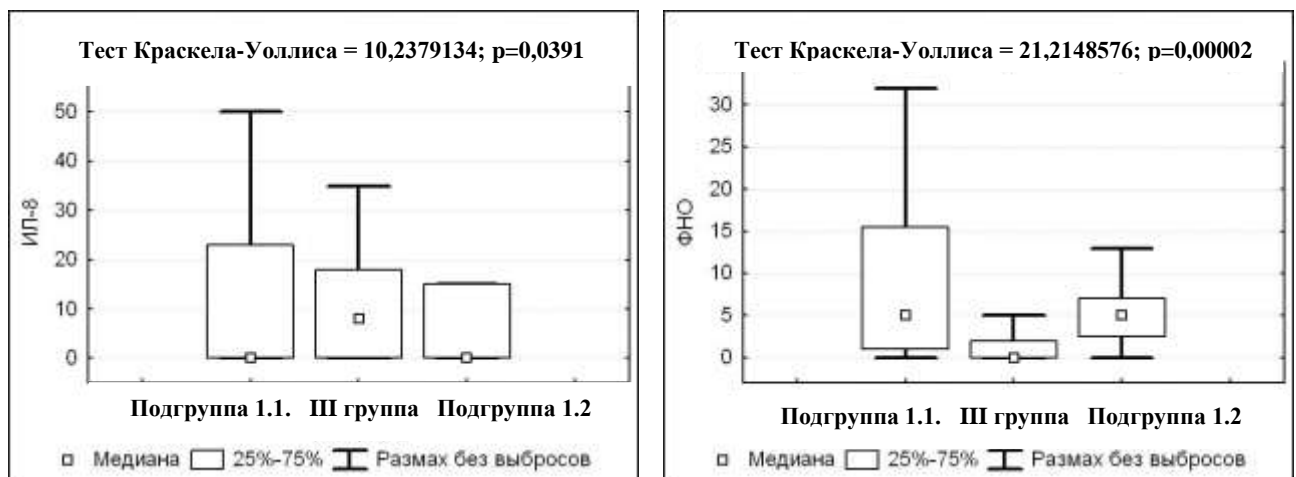 Тест Краскела-Уоллиса = 10,2379134; p=0,0391
50
40
30
20
10
0
ИЛ-8
Подгруппа 1.1. III группа Подгруппа 1.2
Медиана 25%-75% Размах без выбросов
Тест Краскела-Уоллиса = 21,2148576; p=0,00002
30
25
20
15
10
5
0
ФНО
Подгруппа 1.1. III группа Подгруппа 1.2
Медиана 25%-75% Размах без выбросов